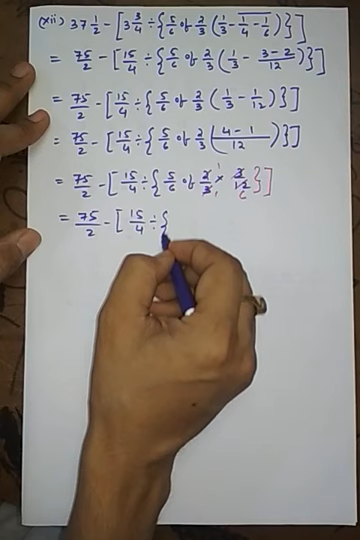 (xii) 37 1/2 - [3 3/4 ÷ {5/6 of 2/3 (1/3 - 1/4 - 1/6)}]
= 75/2 - [15/4 ÷ {5/6 of 2/3 (1/3 - 3-2/12)}]
= 75/2 - [15/4 ÷ {5/6 of 2/3 (1/3 - 1/12)}]
= 75/2 - [15/4 ÷ {5/6 of 2/3 (4-1/12)}]
= 75/2 - [15/4 ÷ {5/6 of 2/3 × 3/12}]
= 75/2 - [15/4 ÷ {